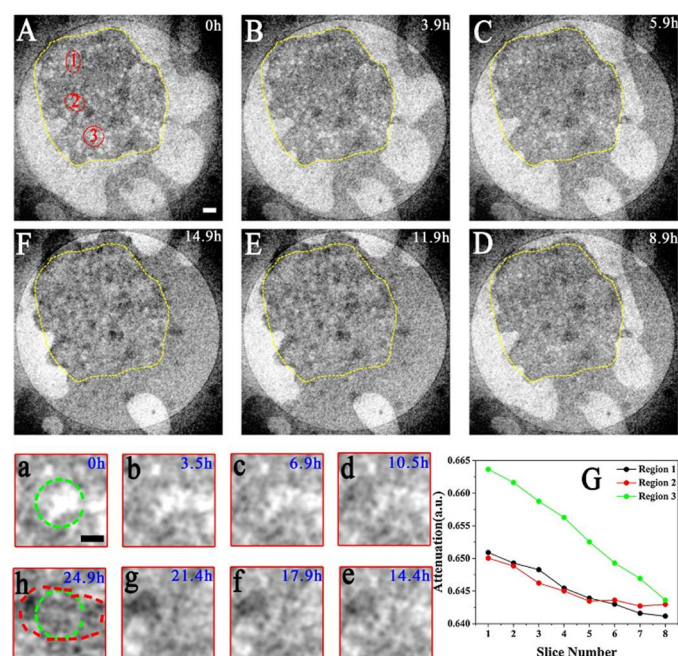 A 0h
B 3.9h
C 5.9h
1
2
3
F 14.9h
E 11.9h
D 8.9h
a 0h
b 3.5h
c 6.9h
d 10.5h
h 24.9h
g 21.4h
f 17.9h
e 14.4h
G
Region 1
Region 2
Region 3
Attenuation(a.u.)
0.665
0.660
0.655
0.650
0.645
0.640
1 2 3 4 5 6 7 8
Slice Number